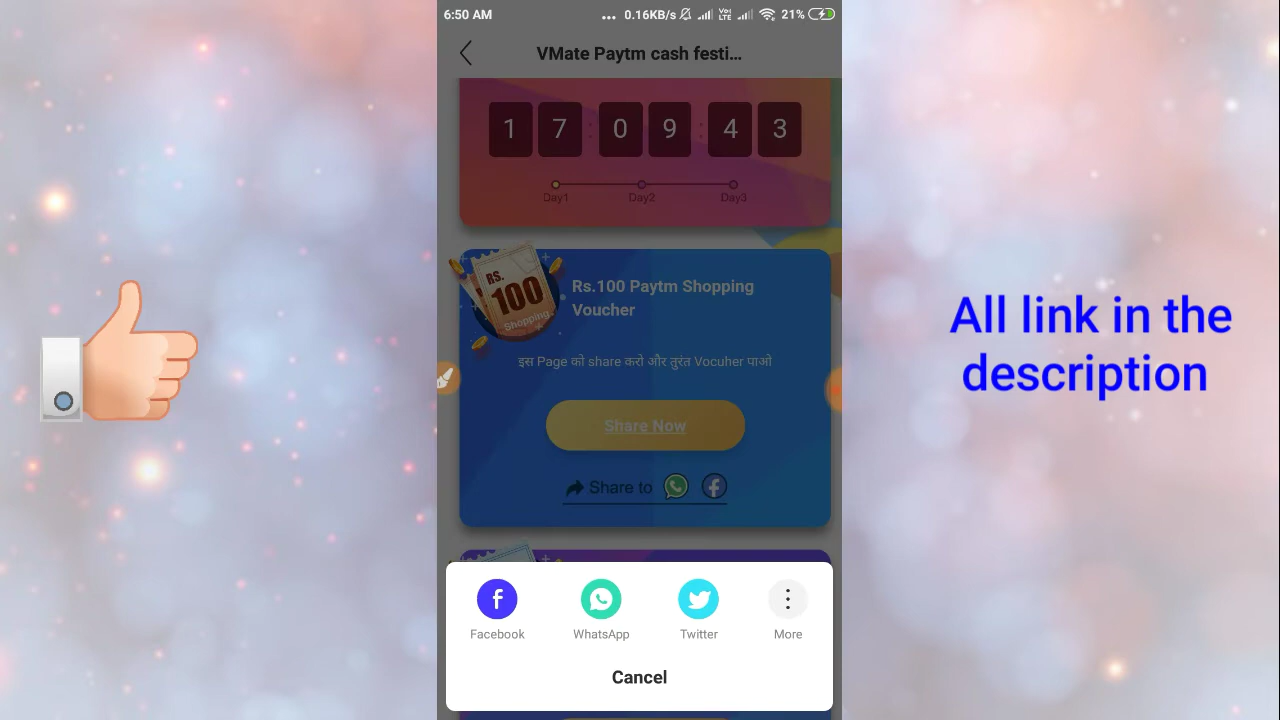 6:50 AM
... 0.16KB/s Vo) LTE 21%
VMate Paytm cash festi...
1 7 : 0 9 : 4 3
Day1 Day2 Day3
RS.
100
Shopping
Rs.100 Paytm Shopping
Voucher
इस Page को share करो और तुरंत Vocuher पाओ
Share Now
Share to
Facebook WhatsApp Twitter More
Cancel
All link in the
description